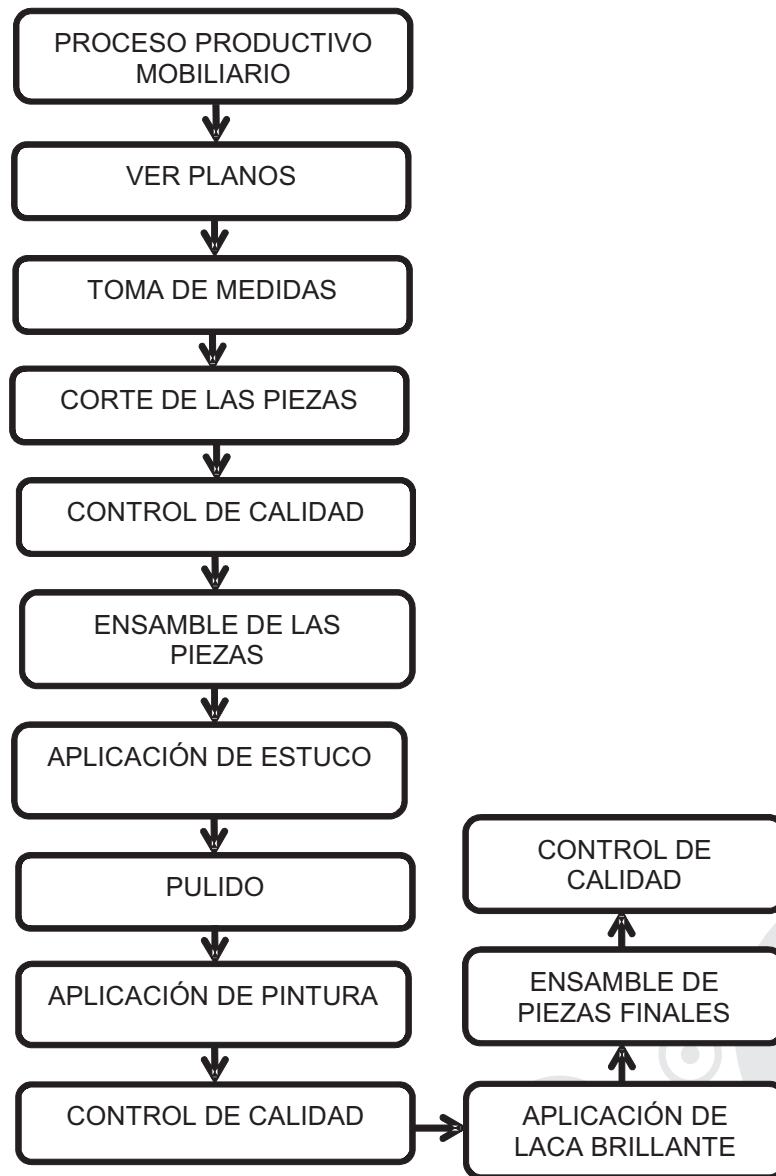 PROCESO PRODUCTIVO
MOBILIARIO
VER PLANOS
TOMA DE MEDIDAS
CORTE DE LAS PIEZAS
CONTROL DE CALIDAD
ENSAMBLE DE LAS
PIEZAS
APLICACIÓN DE ESTUCO
PULIDO
APLICACIÓN DE PINTURA
CONTROL DE CALIDAD
APLICACIÓN DE
LACA BRILLANTE
ENSAMBLE DE
PIEZAS FINALES
CONTROL DE
CALIDAD